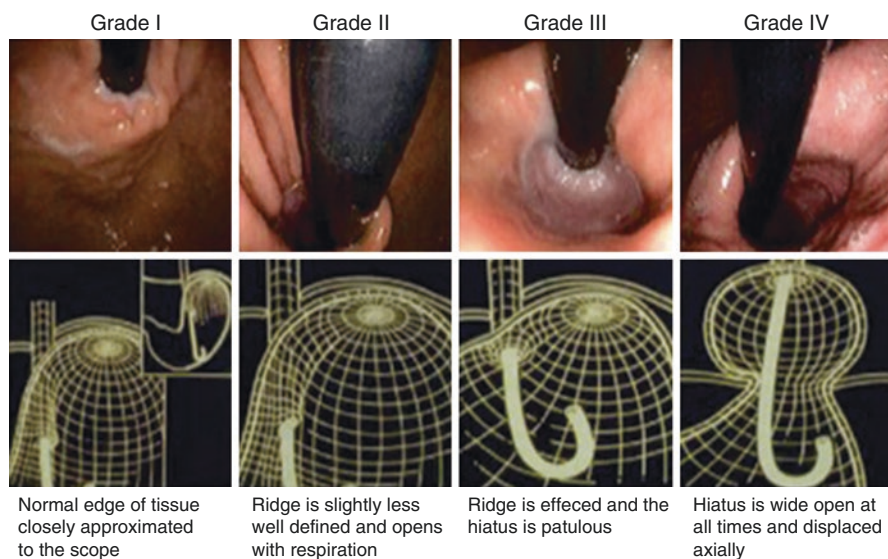 Grade I
Grade II
Grade III
Grade IV
Normal edge of tissue
closely approximated
to the scope
Ridge is slightly less
well defined and opens
with respiration
Ridge is effeced and the
hiatus is patulous
Hiatus is wide open at
all times and displaced
axially